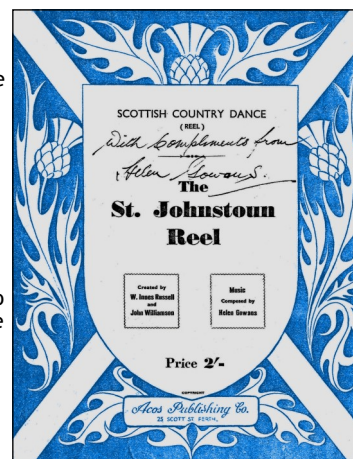 SCOTTISH COUNTRY DANCE
(REEL)
With Compliments from
Helen Gowans.
The
St. Johnstoun
Reel
Created by
W. Innes Russell
and
John Williamson
Music
Composed by
Helen Gowans
Price 2/-
COPYRIGHT
Acos Publishing Co.
25 SCOTT ST PERTH,